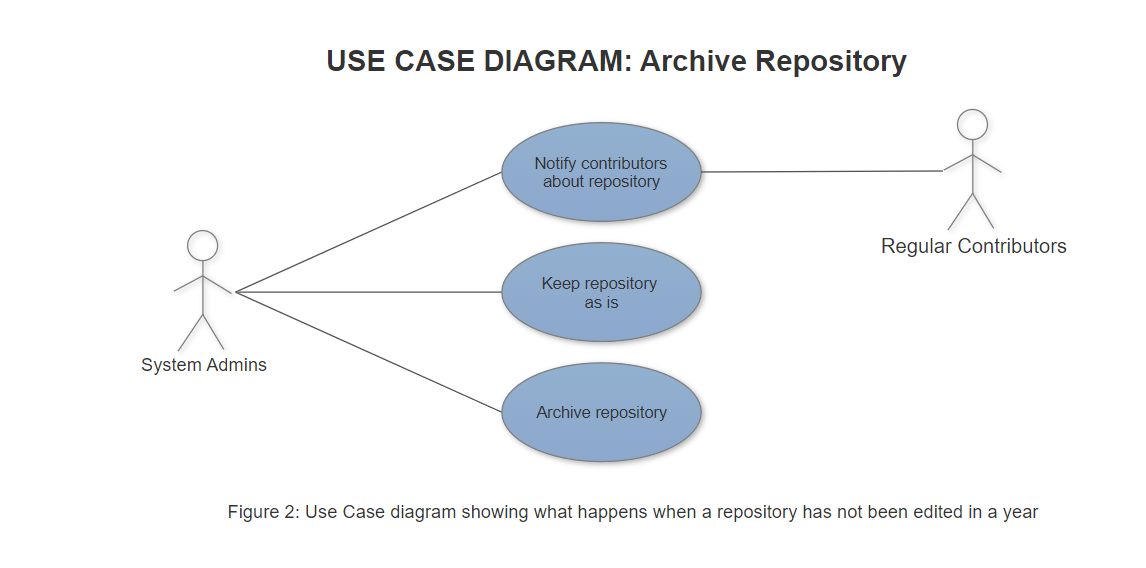 USE CASE DIAGRAM: Archive Repository
Notify contributors
about repository
Regular Contributors
Keep repository
as is
System Admins
Archive repository
Figure 2: Use Case diagram showing what happens when a repository has not been edited in a year